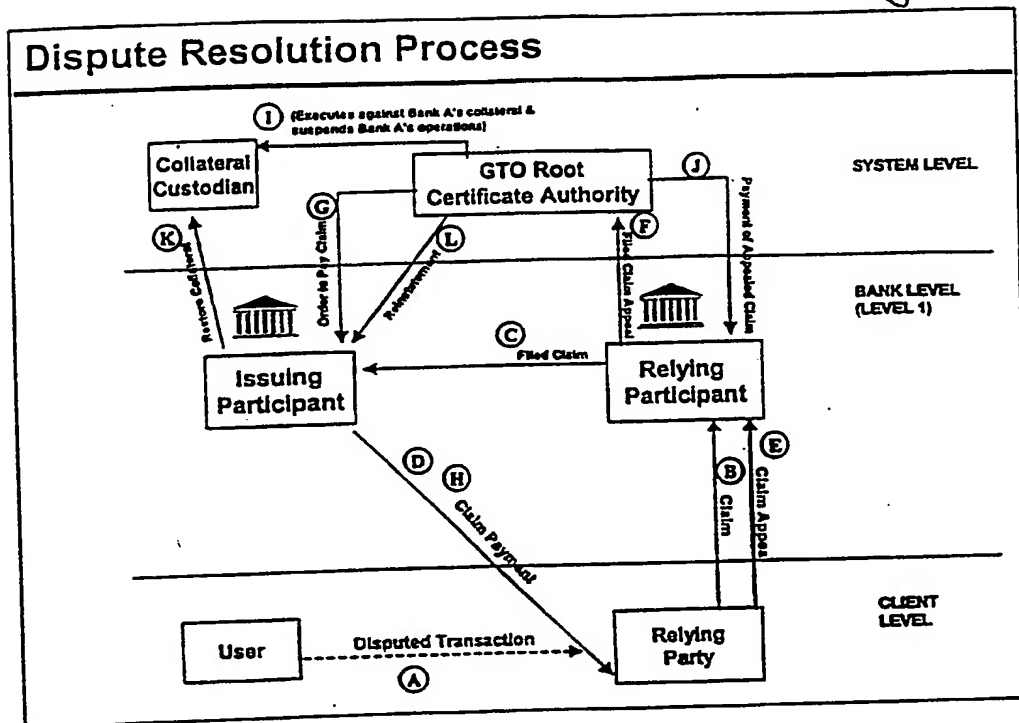 Dispute Resolution Process
I (Executes against Bank A's collateral &
suspends Bank A's operations)
Collateral
Custodian
GTO Root
Certificate Authority
J
SYSTEM LEVEL
G
F
K
L
Restore Collateral
Order to Pay Claim
Reinstatement
Filed Claim Appeal
Payment of Appealed Claim
BANK LEVEL
(LEVEL 1)
C
Filed Claim
Issuing
Participant
Relying
Participant
D
H
Claim Payment
B
Claim
E
Claim Appeal
CLIENT
LEVEL
User
Disputed Transaction
A
Relying
Party